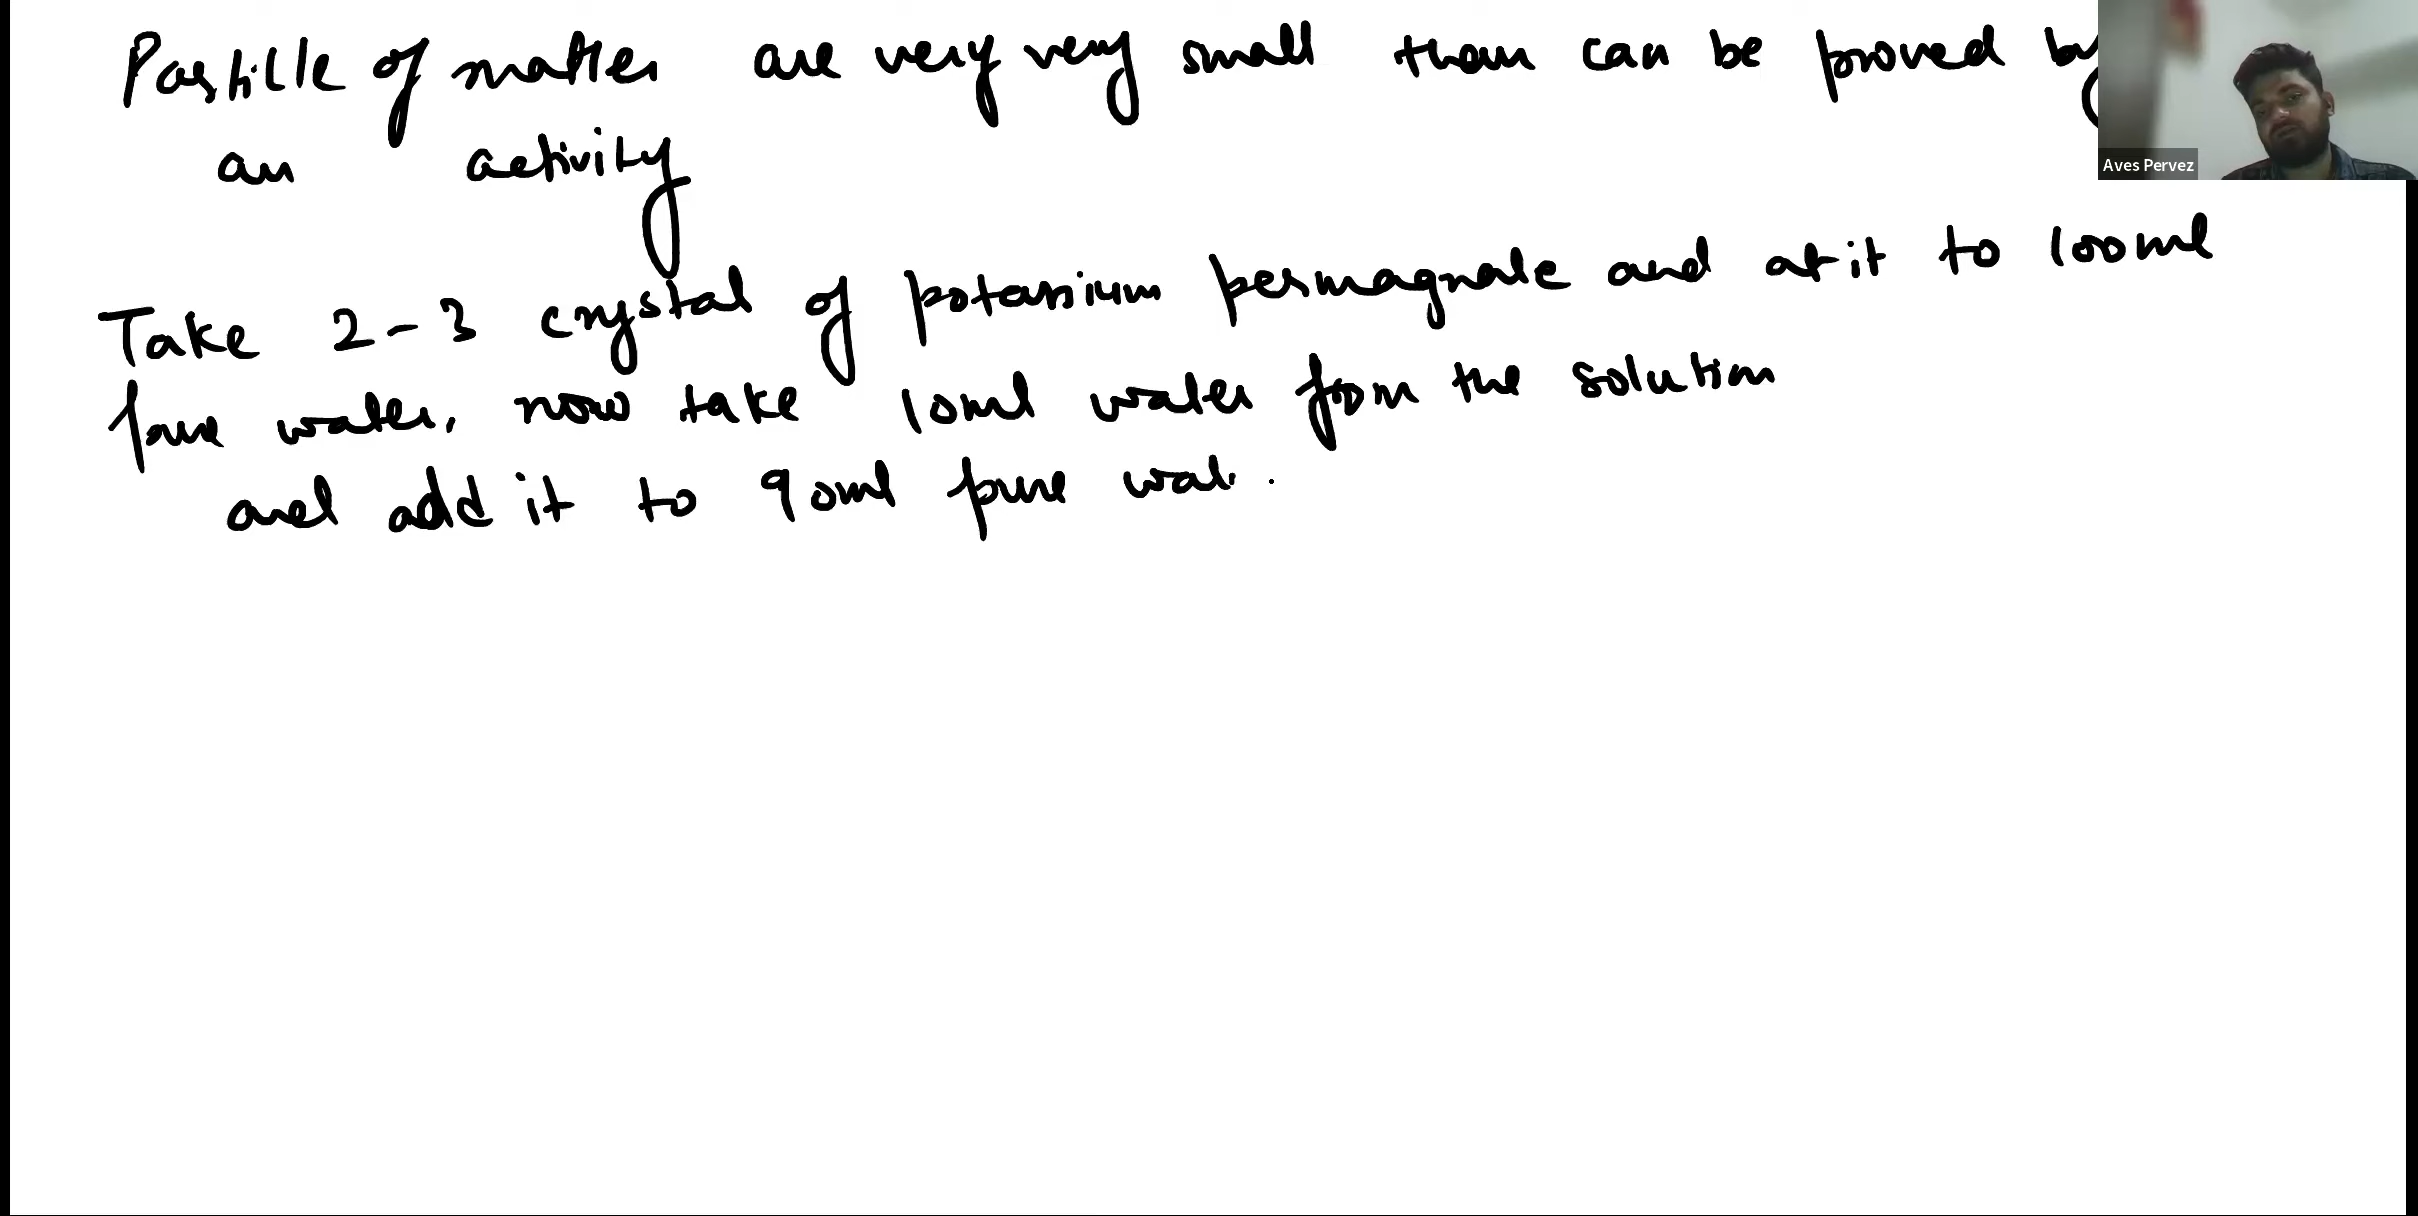 Particle of matter are very very small than can be proved by
an activity
Aves Pervez
Take 2-3 crystal of potassium permagnate and at it to 100ml
pure water, now take 10ml water from the solution
and add it to 90ml pure wat.